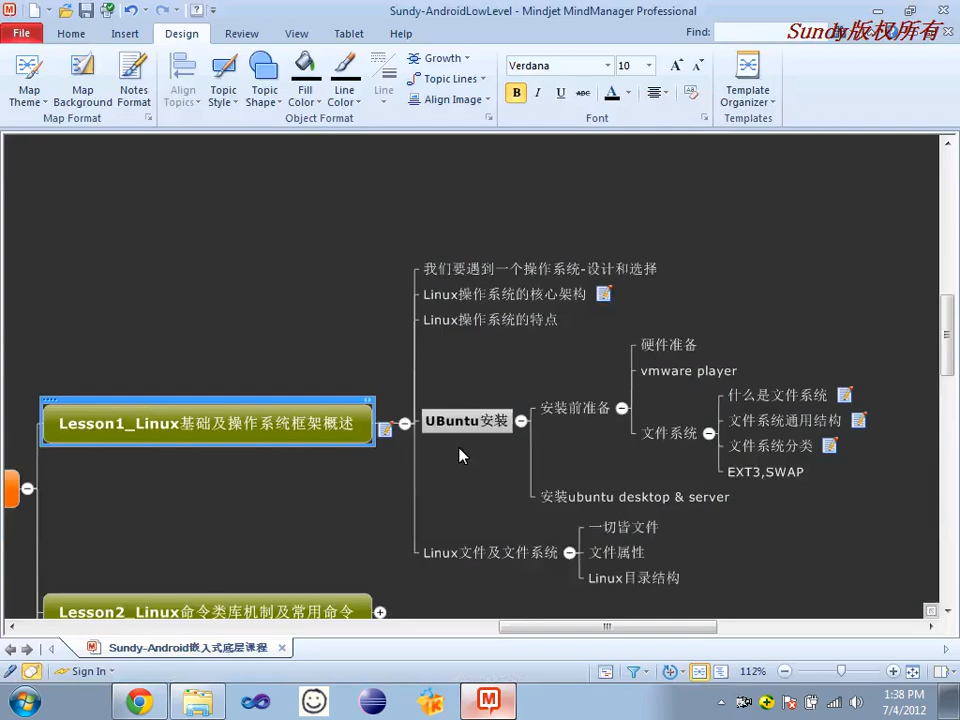 Sundy-AndroidLowLevel - Mindjet MindManager Professional
File Home Insert Design Review View Tablet Help Find:
Sundy版权所有
Map Theme Map Background Notes Format
Align Topics Topic Style Topic Shape Fill Color Line Color Line
Growth
Topic Lines
Align Image
Verdana 10
B I U abc A
Template Organizer
Map Format Object Format Font Templates
我们要遇到一个操作系统-设计和选择
Linux操作系统的核心架构
Linux操作系统的特点
硬件准备
vmware player
什么是文件系统
安装前准备
Lesson1_Linux基础及操作系统框架概述
UBuntu安装
文件系统通用结构
文件系统
文件系统分类
EXT3,SWAP
安装ubuntu desktop & server
一切皆文件
Linux文件及文件系统
文件属性
Linux目录结构
Lesson2_Linux命令类库机制及常用命令
Sundy-Android嵌入式底层课程
Sign In 112%
1:38 PM
7/4/2012